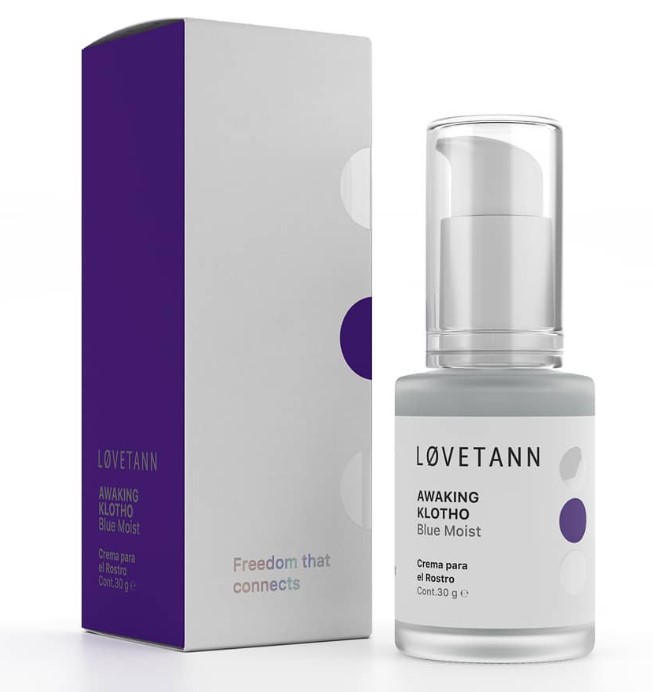 LØVETANN
AWAKING
KLOTHO
Blue Moist
Crema para
el Rostro
Cont.30 g ℮
Freedom that
connects
LØVETANN
AWAKING
KLOTHO
Blue Moist
Crema para
el Rostro
Cont.30 g ℮